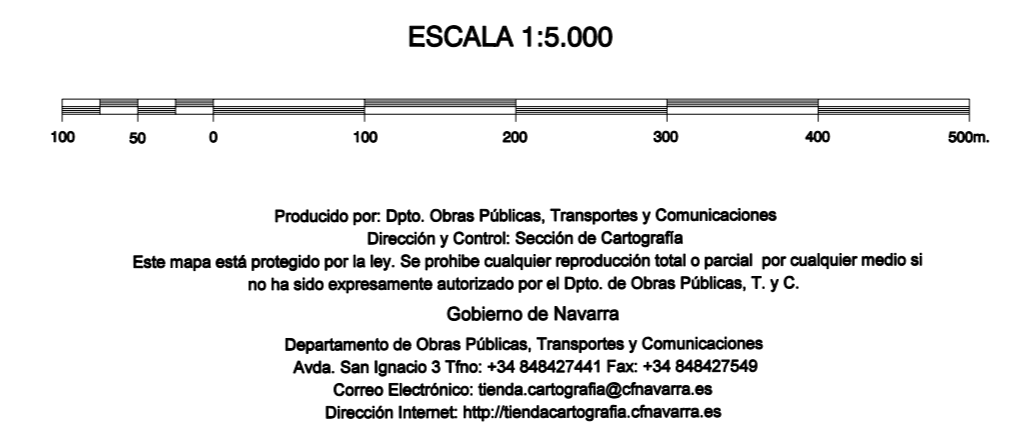 ESCALA 1:5.000
100 50 0 100 200 300 400 500m.
Producido por: Dpto. Obras Públicas, Transportes y Comunicaciones
Dirección y Control: Sección de Cartografía
Este mapa está protegido por la ley. Se prohibe cualquier reproducción total o parcial por cualquier medio si
no ha sido expresamente autorizado por el Dpto. de Obras Públicas, T. y C.
Gobierno de Navarra
Departamento de Obras Públicas, Transportes y Comunicaciones
Avda. San Ignacio 3 Tfno: +34 848427441 Fax: +34 848427549
Correo Electrónico: tienda.cartografia@cfnavarra.es
Dirección Internet: http://tiendacartografia.cfnavarra.es